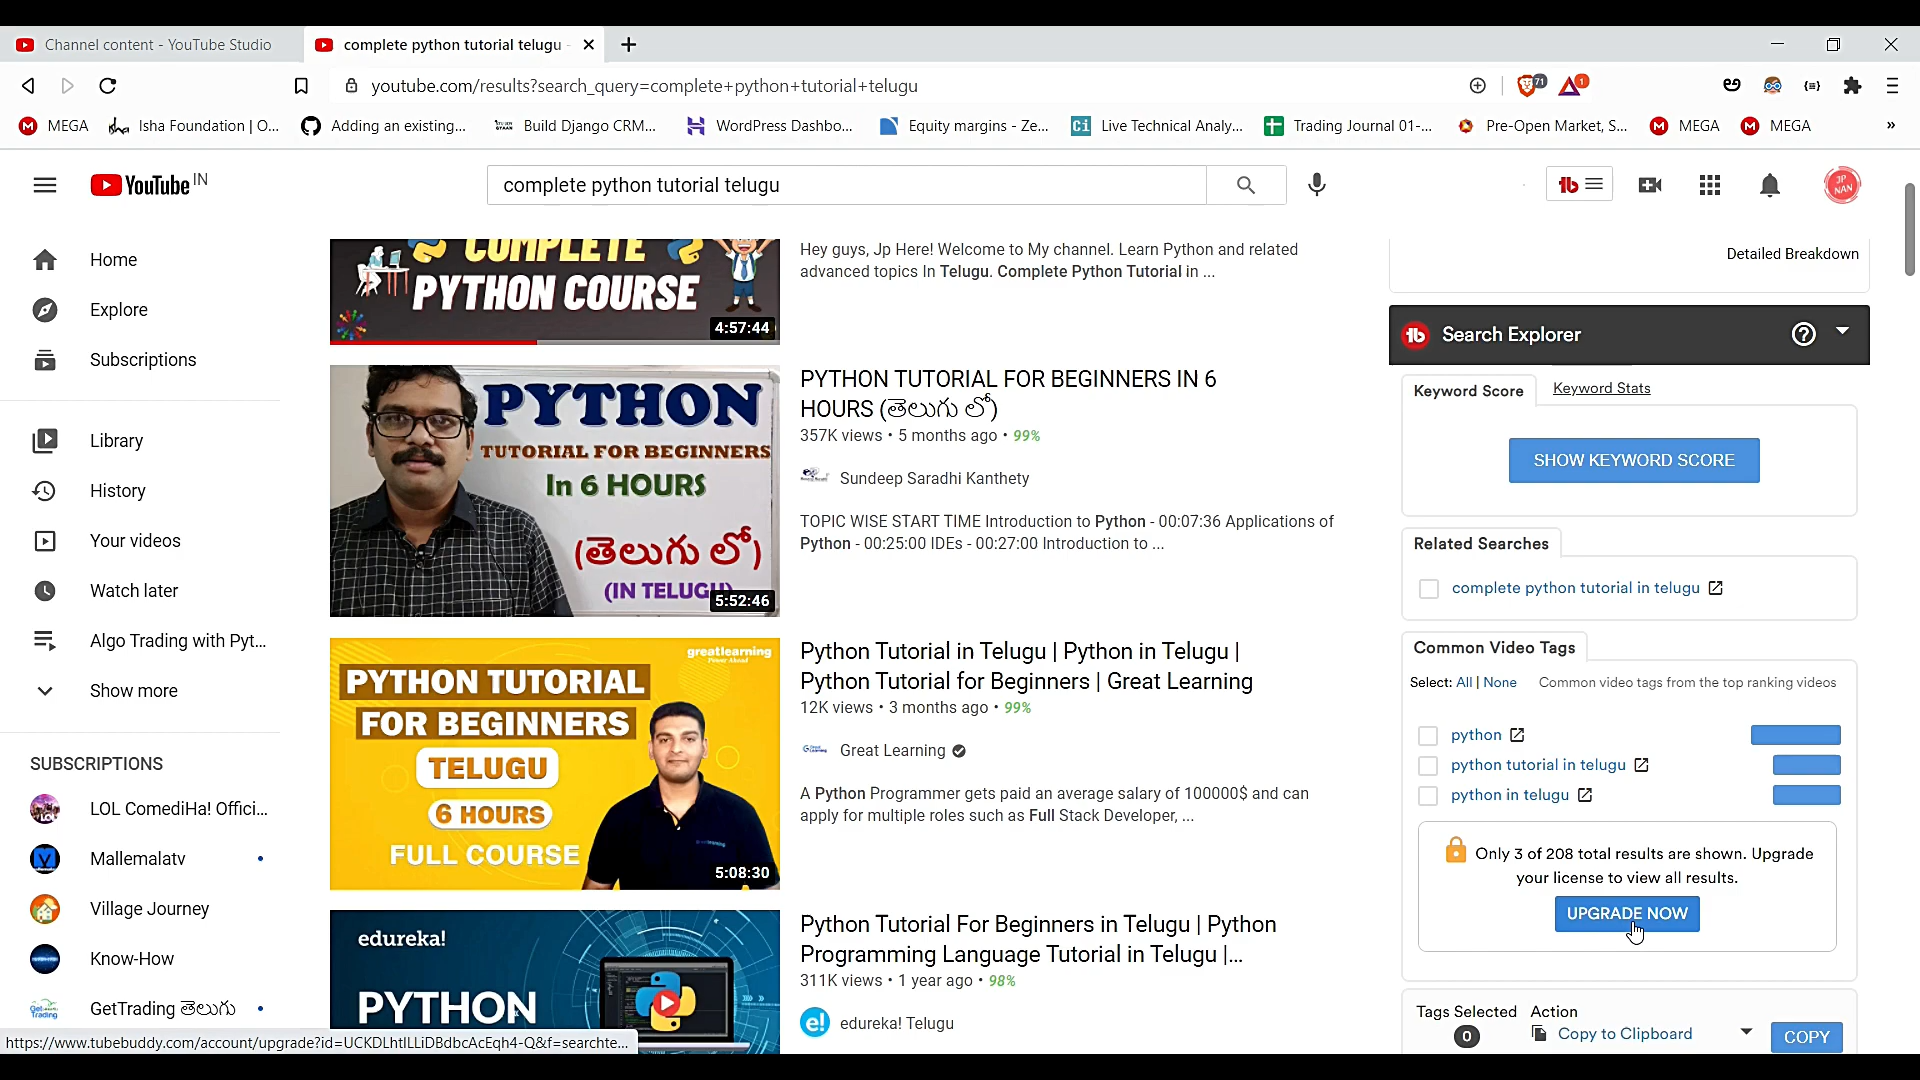 Channel content - YouTube Studio
complete python tutorial telugu -
youtube.com/results?search_query=complete+python+tutorial+telugu
71
1
MEGA
Isha Foundation | O...
Adding an existing...
Build Django CRM...
WordPress Dashbo...
Equity margins - Ze...
Live Technical Analy...
Trading Journal 01-...
Pre-Open Market, S...
MEGA
MEGA
YouTube IN
complete python tutorial telugu
JP
NAN
Home
Explore
Subscriptions
Library
History
Your videos
Watch later
Algo Trading with Pyt...
Show more
SUBSCRIPTIONS
LOL ComediHa! Offici...
Mallemalatv
Village Journey
Know-How
GetTrading తెలుగు
https://www.tubebuddy.com/account/upgrade?id=UCKDLhtILLiDBdbcAcEqh4-Q&f=searchte...
COMPLETE
PYTHON COURSE
4:57:44
Hey guys, Jp Here! Welcome to My channel. Learn Python and related
advanced topics In Telugu. Complete Python Tutorial in ...
PYTHON
TUTORIAL FOR BEGINNERS
In 6 HOURS
(తెలుగు లో)
(IN TELUGU)
5:52:46
PYTHON TUTORIAL FOR BEGINNERS IN 6
HOURS (తెలుగు లో)
357K views • 5 months ago • 99%
Sundeep Saradhi Kanthety
TOPIC WISE START TIME Introduction to Python - 00:07:36 Applications of
Python - 00:25:00 IDEs - 00:27:00 Introduction to ...
greatlearning
Power Ahead
PYTHON TUTORIAL
FOR BEGINNERS
TELUGU
6 HOURS
FULL COURSE
5:08:30
Python Tutorial in Telugu | Python in Telugu |
Python Tutorial for Beginners | Great Learning
12K views • 3 months ago • 99%
Great Learning
A Python Programmer gets paid an average salary of 100000$ and can
apply for multiple roles such as Full Stack Developer, ...
edureka!
PYTHON
Python Tutorial For Beginners in Telugu | Python
Programming Language Tutorial in Telugu |...
311K views • 1 year ago • 98%
e!
edureka! Telugu
Detailed Breakdown
Search Explorer
Keyword Score
Keyword Stats
SHOW KEYWORD SCORE
Related Searches
complete python tutorial in telugu
Common Video Tags
Select: All | None
Common video tags from the top ranking videos
python
python tutorial in telugu
python in telugu
Only 3 of 208 total results are shown. Upgrade
your license to view all results.
UPGRADE NOW
Tags Selected
Action
0
Copy to Clipboard
COPY